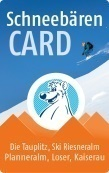 Schneebären
CARD
Die Tauplitz, Ski Riesneralm
Planneralm, Loser, Kaiserau